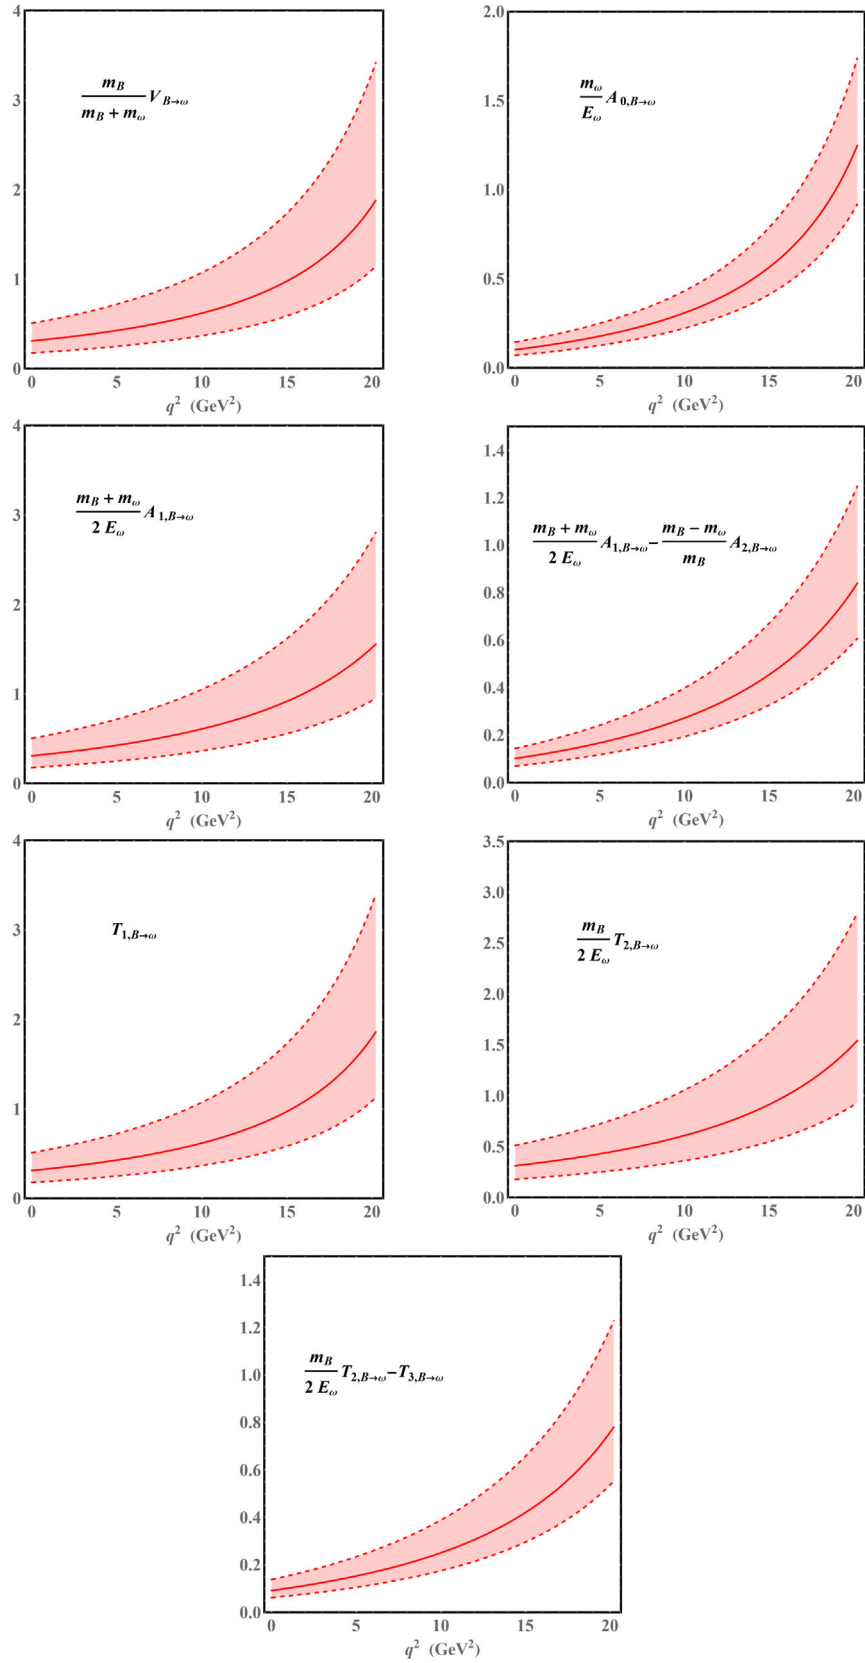 4
3
2
1
0
m_B / (m_B + m_ω) V_{B→ω}
0 5 10 15 20
q² (GeV²)
2.0
1.5
1.0
0.5
0.0
m_ω / E_ω A_{0,B→ω}
0 5 10 15 20
q² (GeV²)
4
3
2
1
0
(m_B + m_ω) / (2 E_ω) A_{1,B→ω}
0 5 10 15 20
q² (GeV²)
1.4
1.2
1.0
0.8
0.6
0.4
0.2
0.0
(m_B + m_ω) / (2 E_ω) A_{1,B→ω} − (m_B − m_ω) / m_B A_{2,B→ω}
0 5 10 15 20
q² (GeV²)
4
3
2
1
0
T_{1,B→ω}
0 5 10 15 20
q² (GeV²)
3.5
3.0
2.5
2.0
1.5
1.0
0.5
0.0
m_B / (2 E_ω) T_{2,B→ω}
0 5 10 15 20
q² (GeV²)
1.4
1.2
1.0
0.8
0.6
0.4
0.2
0.0
m_B / (2 E_ω) T_{2,B→ω} − T_{3,B→ω}
0 5 10 15 20
q² (GeV²)